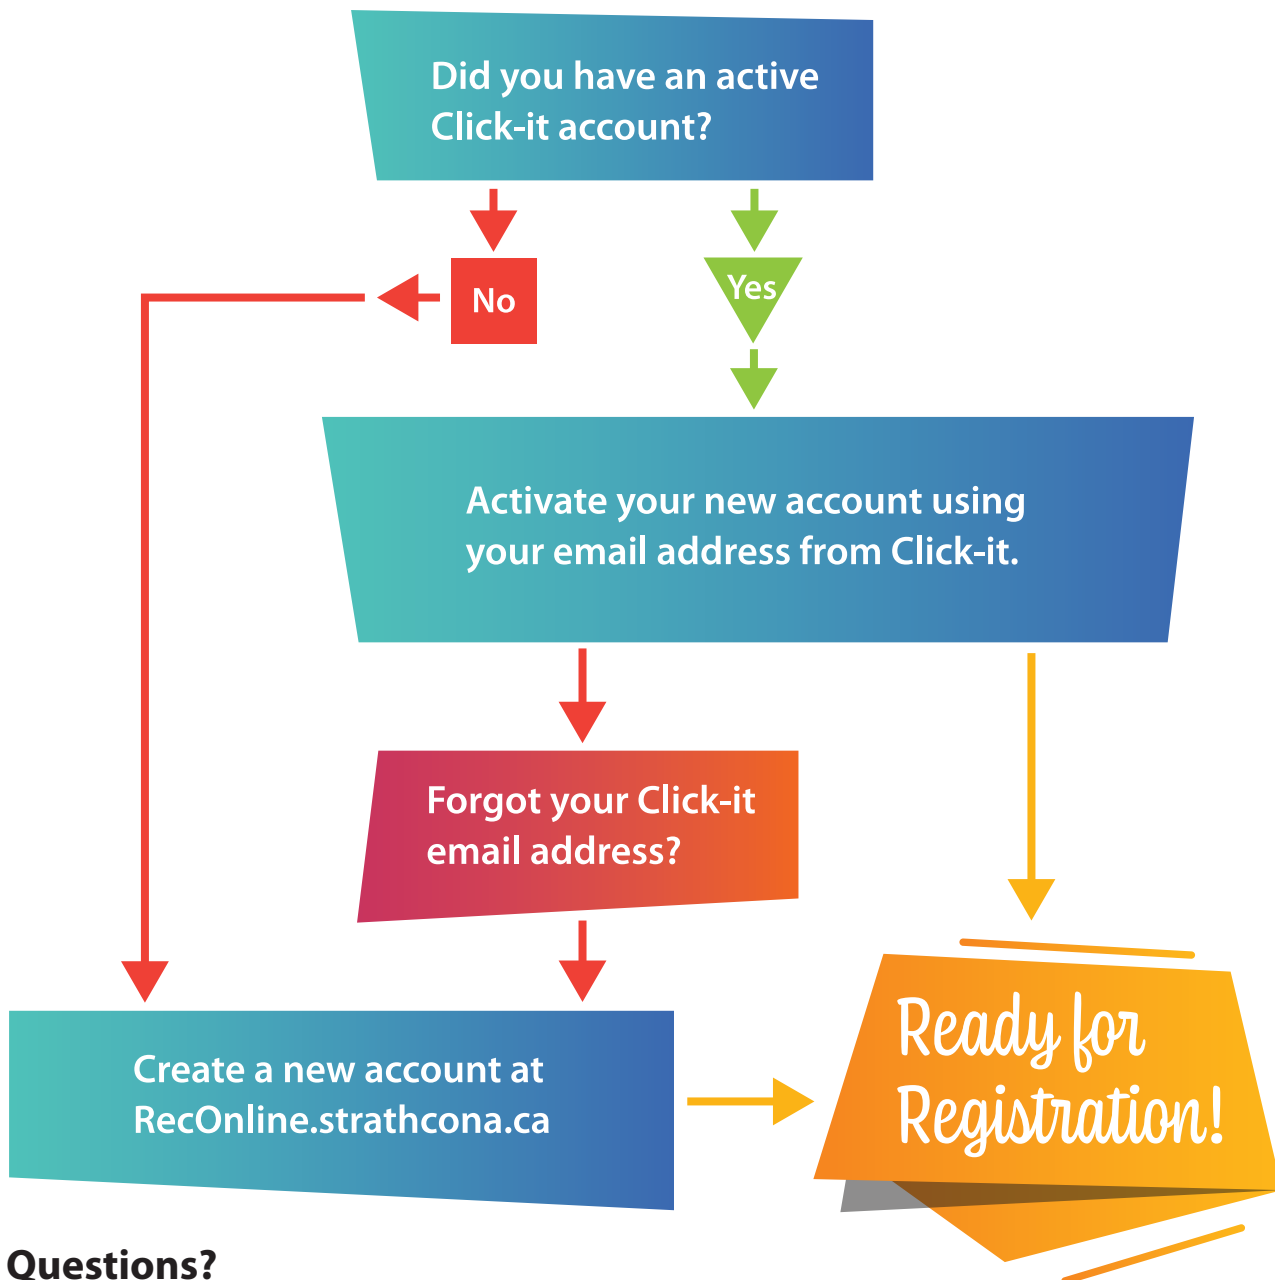 Did you have an active
Click-it account?
No
Yes
Activate your new account using
your email address from Click-it.
Forgot your Click-it
email address?
Create a new account at
RecOnline.strathcona.ca
Ready for
Registration!
Questions?